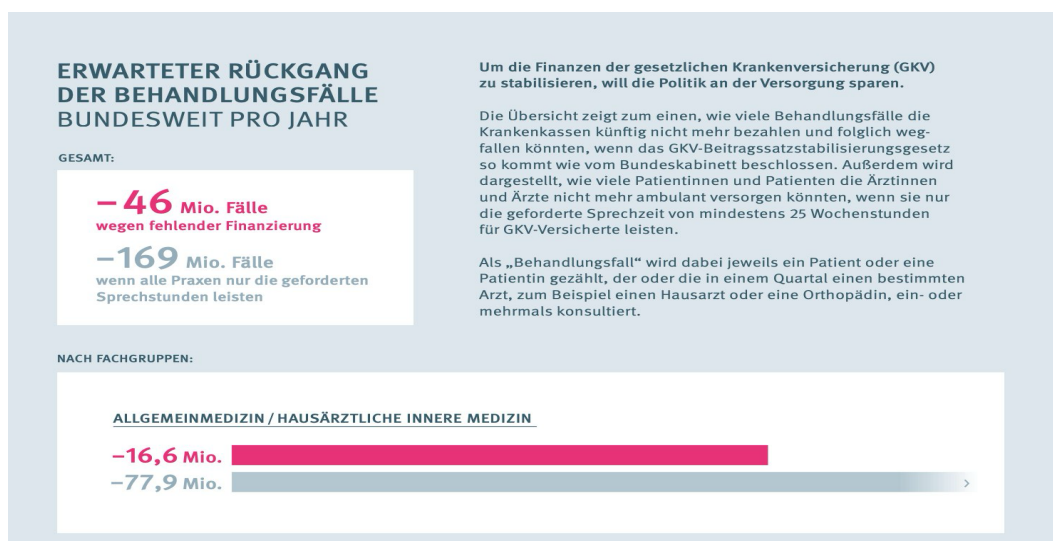 ERWARTETER RÜCKGANG
DER BEHANDLUNGSFÄLLE
BUNDESWEIT PRO JAHR
GESAMT:
–46 Mio. Fälle
wegen fehlender Finanzierung
–169 Mio. Fälle
wenn alle Praxen nur die geforderten
Sprechstunden leisten
Um die Finanzen der gesetzlichen Krankenversicherung (GKV)
zu stabilisieren, will die Politik an der Versorgung sparen.
Die Übersicht zeigt zum einen, wie viele Behandlungsfälle die
Krankenkassen künftig nicht mehr bezahlen und folglich weg-
fallen könnten, wenn das GKV-Beitragssatzstabilisierungsgesetz
so kommt wie vom Bundeskabinett beschlossen. Außerdem wird
dargestellt, wie viele Patientinnen und Patienten die Ärztinnen
und Ärzte nicht mehr ambulant versorgen könnten, wenn sie nur
die geforderte Sprechzeit von mindestens 25 Wochenstunden
für GKV-Versicherte leisten.
Als „Behandlungsfall“ wird dabei jeweils ein Patient oder eine
Patientin gezählt, der oder die in einem Quartal einen bestimmten
Arzt, zum Beispiel einen Hausarzt oder eine Orthopädin, ein- oder
mehrmals konsultiert.
NACH FACHGRUPPEN:
ALLGEMEINMEDIZIN / HAUSÄRZTLICHE INNERE MEDIZIN
–16,6 Mio.
–77,9 Mio.